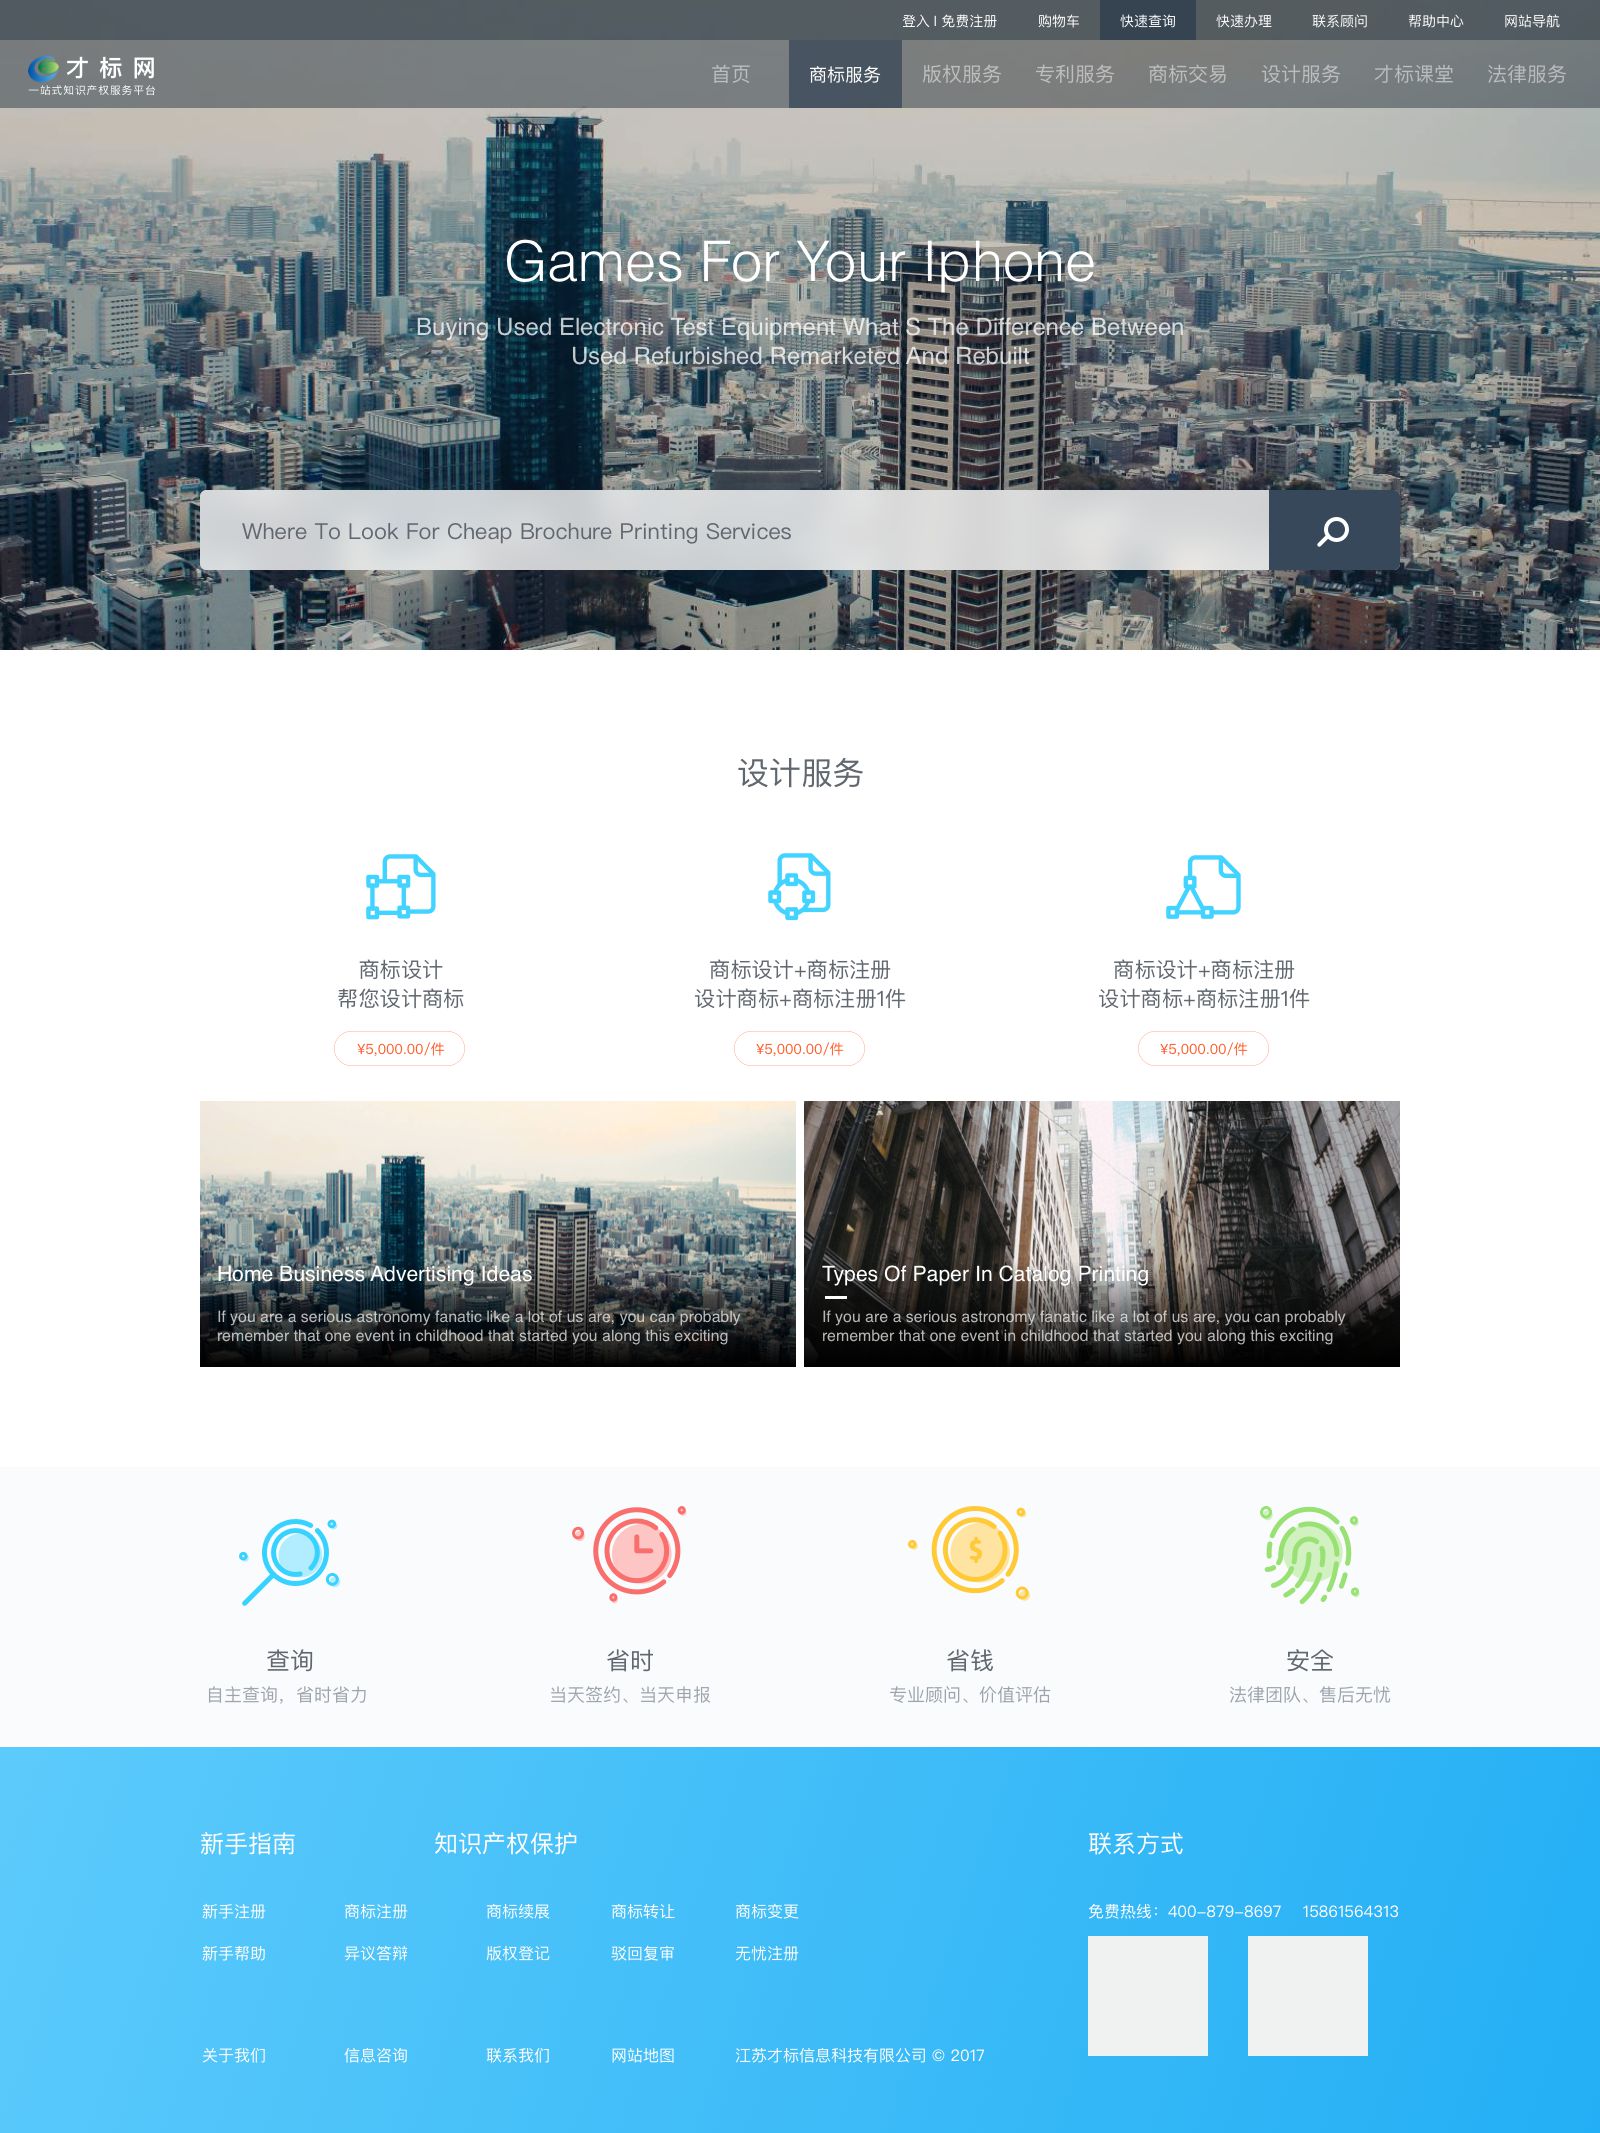 登入 | 免费注册
购物车
快速查询
快速办理
联系顾问
帮助中心
网站导航
才标网
一站式知识产权服务平台
首页
商标服务
版权服务
专利服务
商标交易
设计服务
才标课堂
法律服务
Games For Your Iphone
Buying Used Electronic Test Equipment What S The Difference Between
Used Refurbished Remarketed And Rebuilt
Where To Look For Cheap Brochure Printing Services
设计服务
商标设计
帮您设计商标
¥5,000.00/件
商标设计+商标注册
设计商标+商标注册1件
¥5,000.00/件
商标设计+商标注册
设计商标+商标注册1件
¥5,000.00/件
Home Business Advertising Ideas
If you are a serious astronomy fanatic like a lot of us are, you can probably
remember that one event in childhood that started you along this exciting
Types Of Paper In Catalog Printing
If you are a serious astronomy fanatic like a lot of us are, you can probably
remember that one event in childhood that started you along this exciting
$
查询
自主查询，省时省力
省时
当天签约、当天申报
省钱
专业顾问、价值评估
安全
法律团队、售后无忧
新手指南
知识产权保护
联系方式
新手注册
商标注册
商标续展
商标转让
商标变更
免费热线：400-879-8697 15861564313
新手帮助
异议答辩
版权登记
驳回复审
无忧注册
关于我们
信息咨询
联系我们
网站地图
江苏才标信息科技有限公司 © 2017